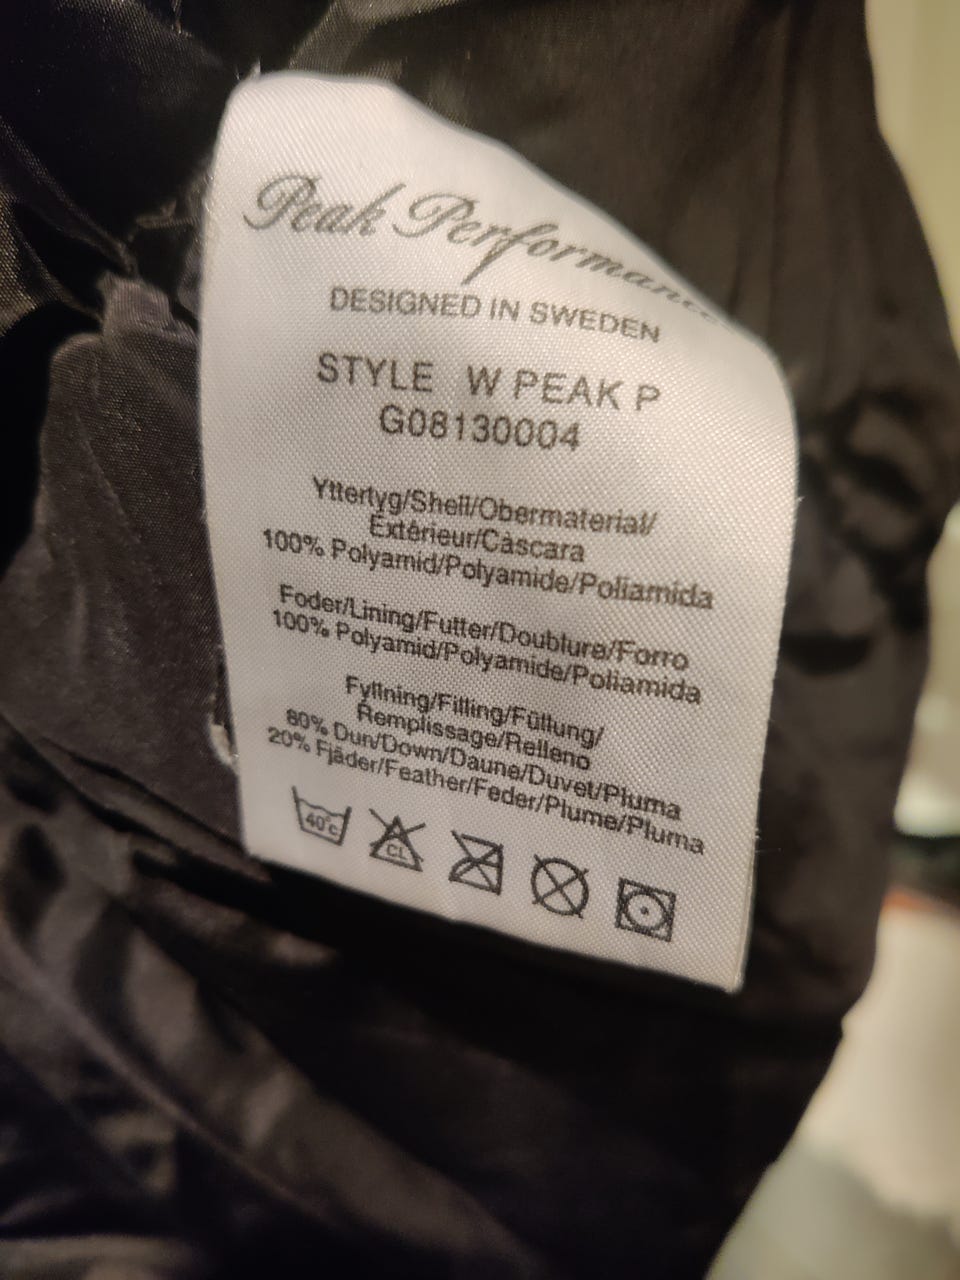 Peak Performance
DESIGNED IN SWEDEN
STYLE W PEAK P
G08130004
Yttertyg/Shell/Obermaterial/
Extérieur/Càscara
100% Polyamid/Polyamide/Poliamida
Foder/Lining/Futter/Doublure/Forro
100% Polyamid/Polyamide/Poliamida
Fyllning/Filling/Füllung/
Remplissage/Relleno
80% Dun/Down/Daune/Duvet/Pluma
20% Fjäder/Feather/Feder/Plume/Pluma
40°C CL